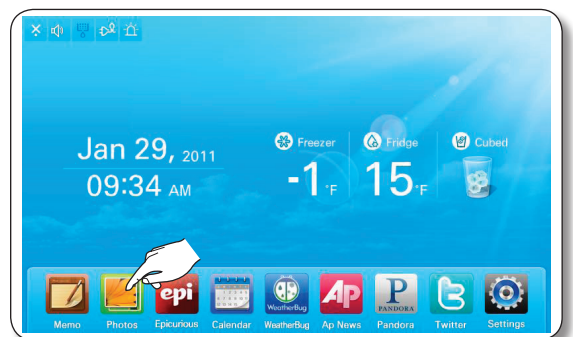 Freezer
Fridge
Cubed
Jan 29, 2011
09:34 AM
-1 °F
15 °F
epi
WeatherBug
AP
P
PANDORA
Memo
Photos
Epicurious
Calendar
WeatherBug
Ap News
Pandora
Twitter
Settings